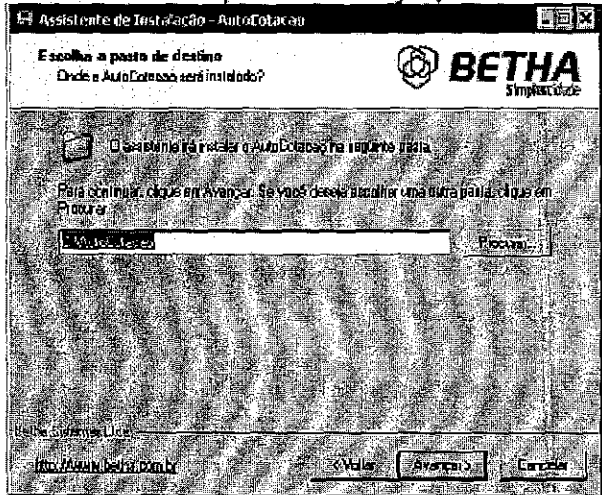 Assistente de Instalação - AutoCotacao
Escolha a pasta de destino
Onde o AutoCotacao será instalado?
BETHA
Simplicidade
O assistente irá instalar o AutoCotacao na seguinte pasta.
Para continuar, clique em Avançar. Se você deseja escolher uma outra pasta, clique em
Procurar.
Procurar...
Betha Sistemas Ltda.
http://www.betha.com.br
< Voltar
Avançar >
Cancelar